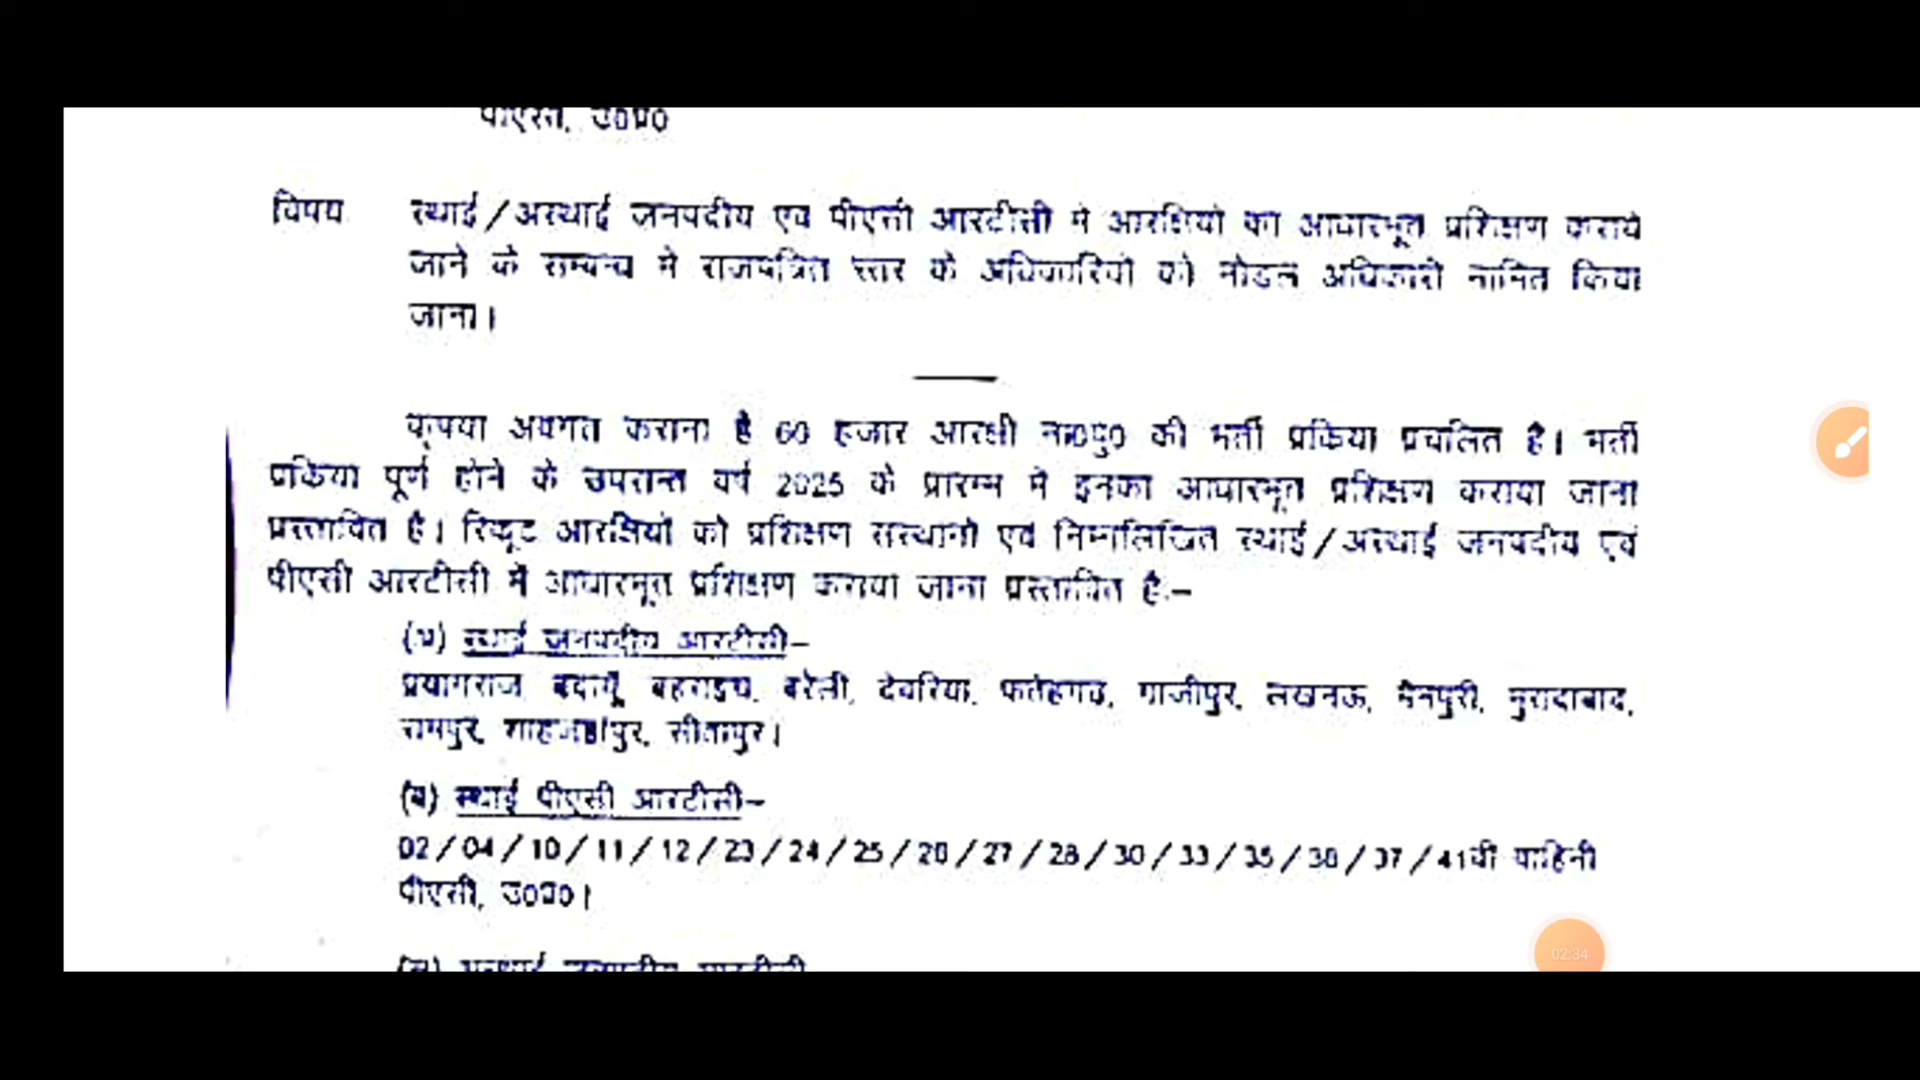 पीएसी, उ0प्र0
विषय स्थाई/अस्थाई जनपदीय एवं पीएसी आरटीसी में आरक्षियों का आधारभूत प्रशिक्षण कराये
जाने के सम्बन्ध में राजपत्रित स्तर के अधिकारियों को नोडल अधिकारी नामित किया
जाना।
कृपया अवगत कराना है 60 हजार आरक्षी ना0पु0 की भर्ती प्रकिया प्रचलित है। भर्ती
प्रकिया पूर्ण होने के उपरान्त वर्ष 2025 के प्रारम्भ में इनका आधारभूत प्रशिक्षण कराया जाना
प्रस्तावित है। रिक्रूट आरक्षियों को प्रशिक्षण संस्थानों एवं निम्नलिखित स्थाई/अस्थाई जनपदीय एवं
पीएसी आरटीसी में आधारभूत प्रशिक्षण कराया जाना प्रस्तावित है:–
(अ) स्थाई जनपदीय आरटीसी–
प्रयागराज, बदायूँ, बहराइच, बरेली, देवरिया, फतेहगढ, गाजीपुर, लखनऊ, मैनपुरी, मुरादाबाद,
रामपुर, शाहजहांपुर, सीतापुर।
(ब) स्थाई पीएसी आरटीसी–
02/04/10/11/12/23/24/25/26/27/28/30/33/35/36/37/41वीं वाहिनी
पीएसी, उ0प्र0।
(स) अस्थाई जनपदीय आरटीसी
02:34